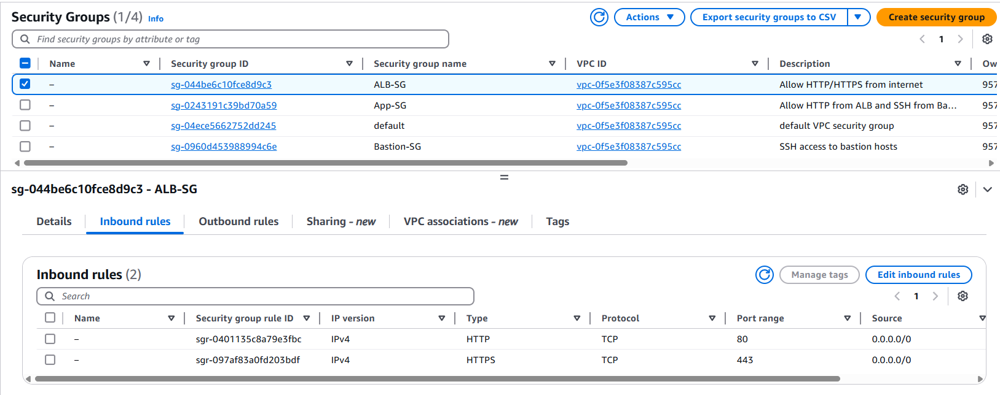 Security Groups (1/4) Info Actions Export security groups to CSV Create security group
Find security groups by attribute or tag 1
Name Security group ID Security group name VPC ID Description Ow
– sg-044be6c10fce8d9c3 ALB-SG vpc-0f5e3f08387c595cc Allow HTTP/HTTPS from internet 957
– sg-0243191c39bd70a59 App-SG vpc-0f5e3f08387c595cc Allow HTTP from ALB and SSH from Ba... 957
– sg-04ece5662752dd245 default vpc-0f5e3f08387c595cc default VPC security group 957
– sg-0960d453988994c6e Bastion-SG vpc-0f5e3f08387c595cc SSH access to bastion hosts 957
sg-044be6c10fce8d9c3 - ALB-SG
Details Inbound rules Outbound rules Sharing - new VPC associations - new Tags
Inbound rules (2) Manage tags Edit inbound rules
Search 1
Name Security group rule ID IP version Type Protocol Port range Source
– sgr-0401135c8a79e3fbc IPv4 HTTP TCP 80 0.0.0.0/0
– sgr-097af83a0fd203bdf IPv4 HTTPS TCP 443 0.0.0.0/0